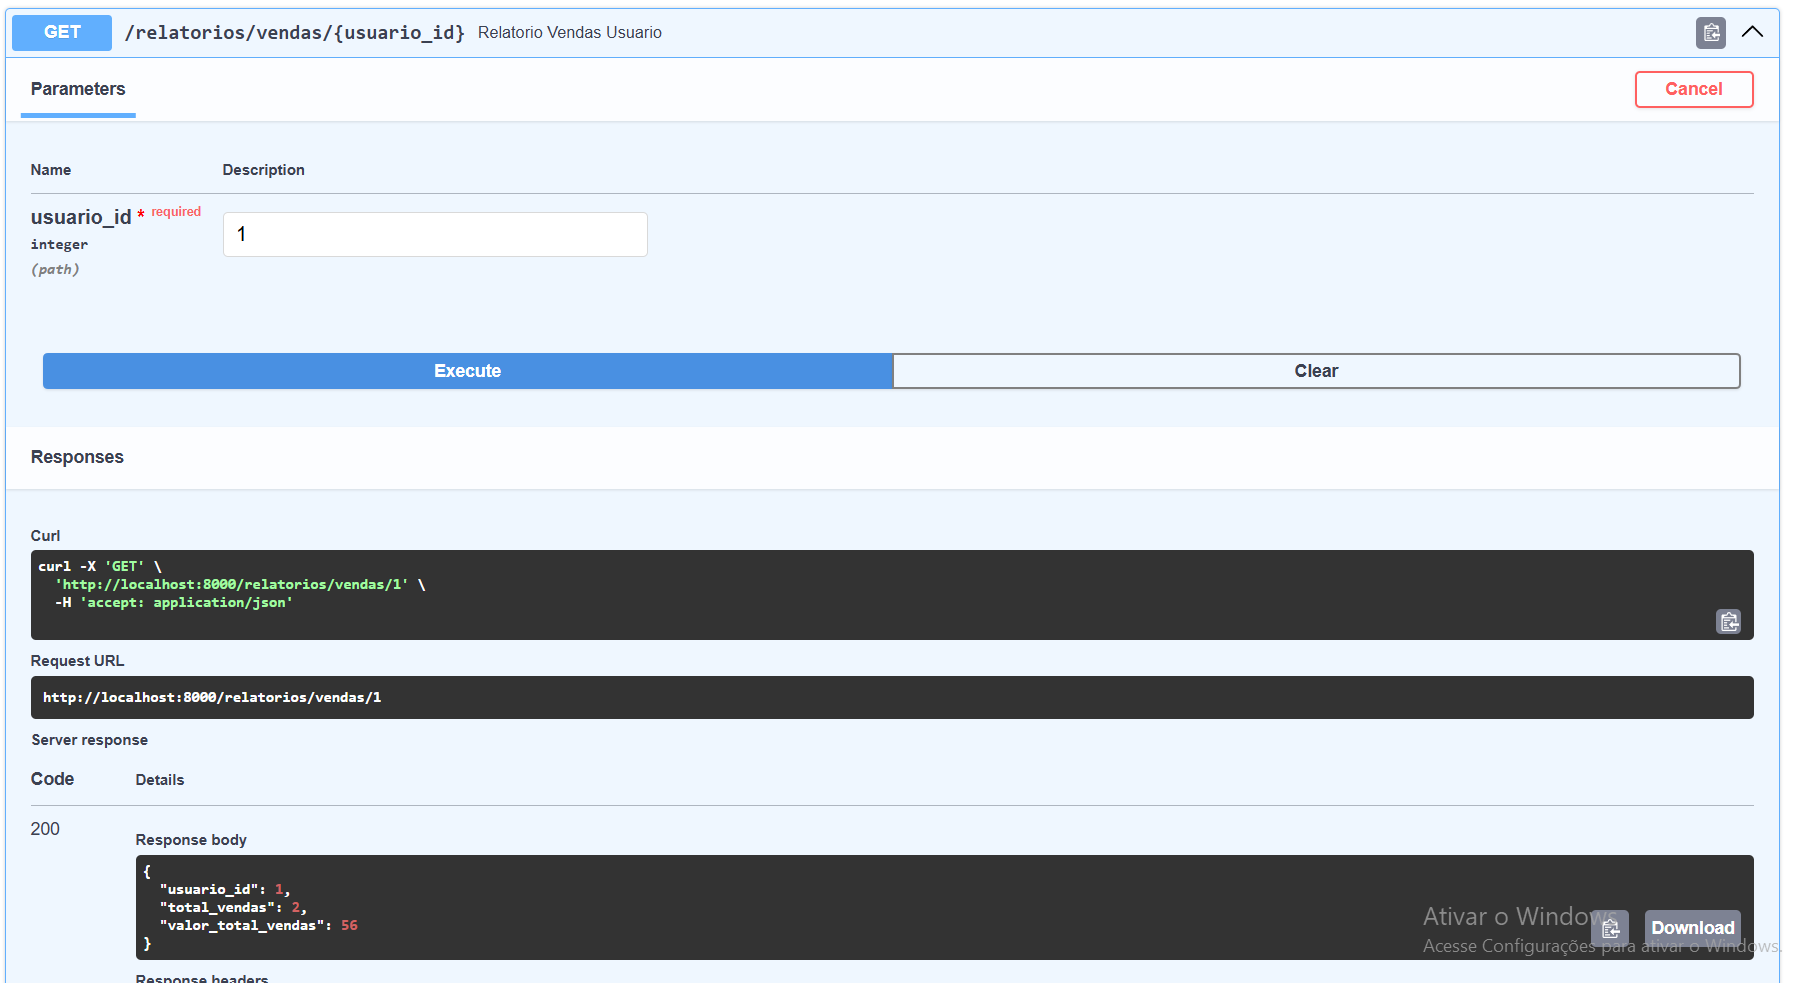 GET /relatorios/vendas/{usuario_id} Relatorio Vendas Usuario
Parameters
Cancel
Name Description
usuario_id * required
integer
(path)
1
Execute
Clear
Responses
Curl
curl -X 'GET' \
  'http://localhost:8000/relatorios/vendas/1' \
  -H 'accept: application/json'
Request URL
http://localhost:8000/relatorios/vendas/1
Server response
Code Details
200
Response body
{
  "usuario_id": 1,
  "total_vendas": 2,
  "valor_total_vendas": 56
}
Ativar o Windows
Acesse Configurações para ativar o Windows.
Download
Response headers